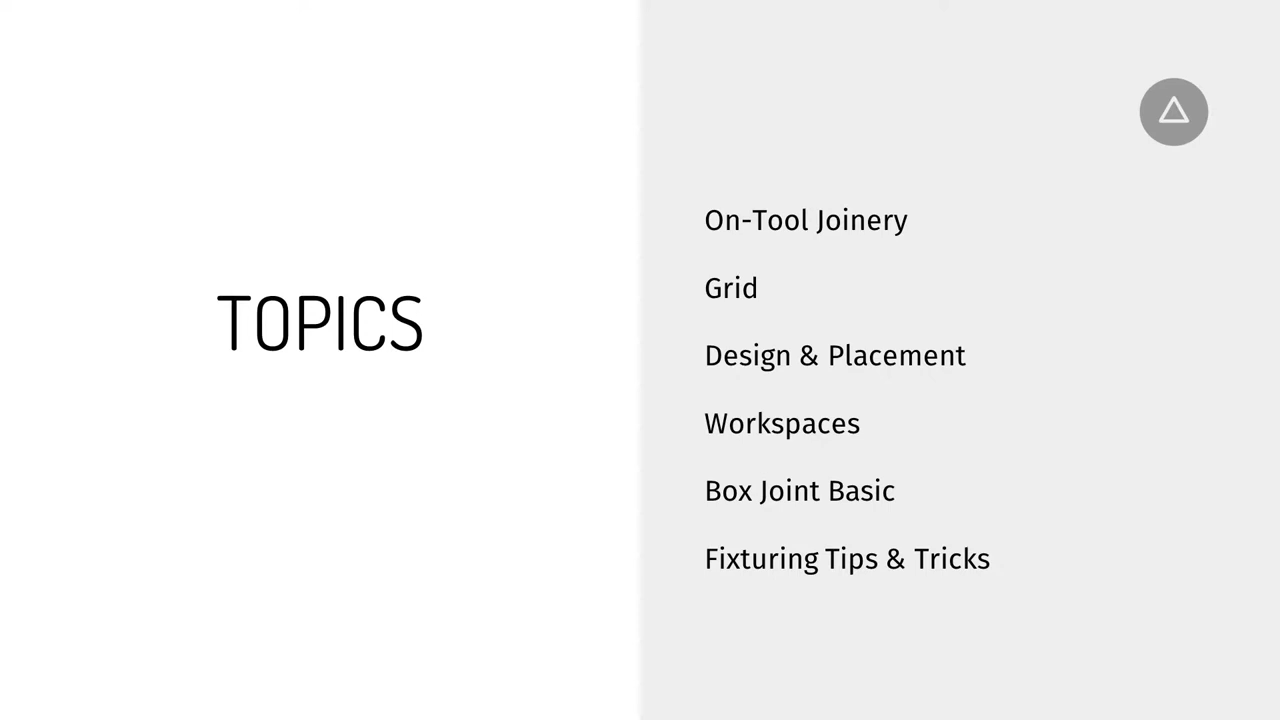 TOPICS
On-Tool Joinery
Grid
Design & Placement
Workspaces
Box Joint Basic
Fixturing Tips & Tricks